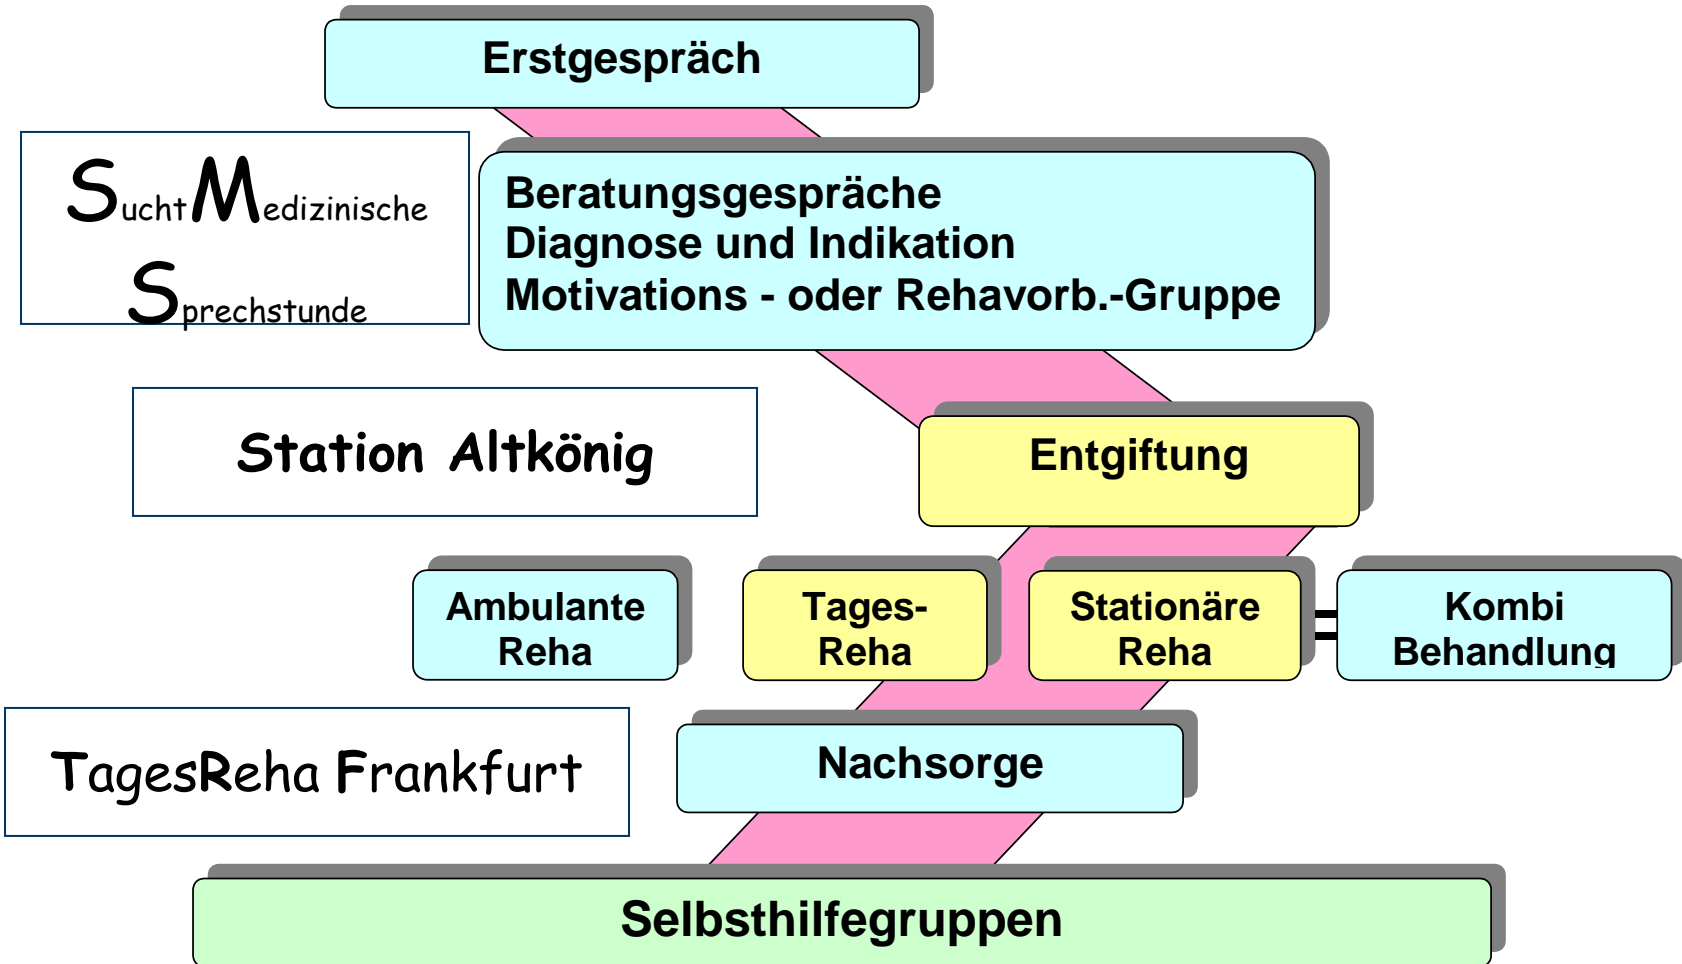 Erstgespräch
SuchtMedizinische
Sprechstunde
Beratungsgespräche
Diagnose und Indikation
Motivations - oder Rehavorb.-Gruppe
Station Altkönig
Entgiftung
Ambulante
Reha
Tages-
Reha
Stationäre
Reha
=
Kombi
Behandlung
TagesReha Frankfurt
Nachsorge
Selbsthilfegruppen